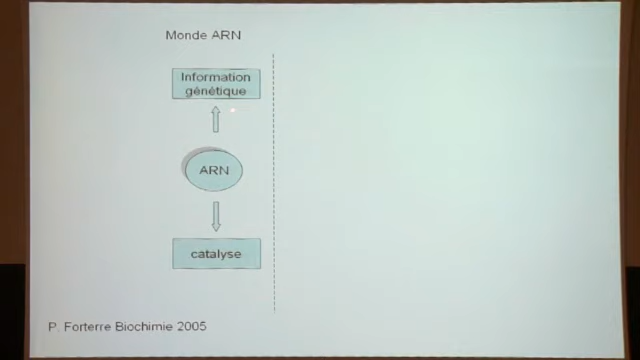 Monde ARN
Information
génétique
ARN
catalyse
P. Forterre Biochimie 2005